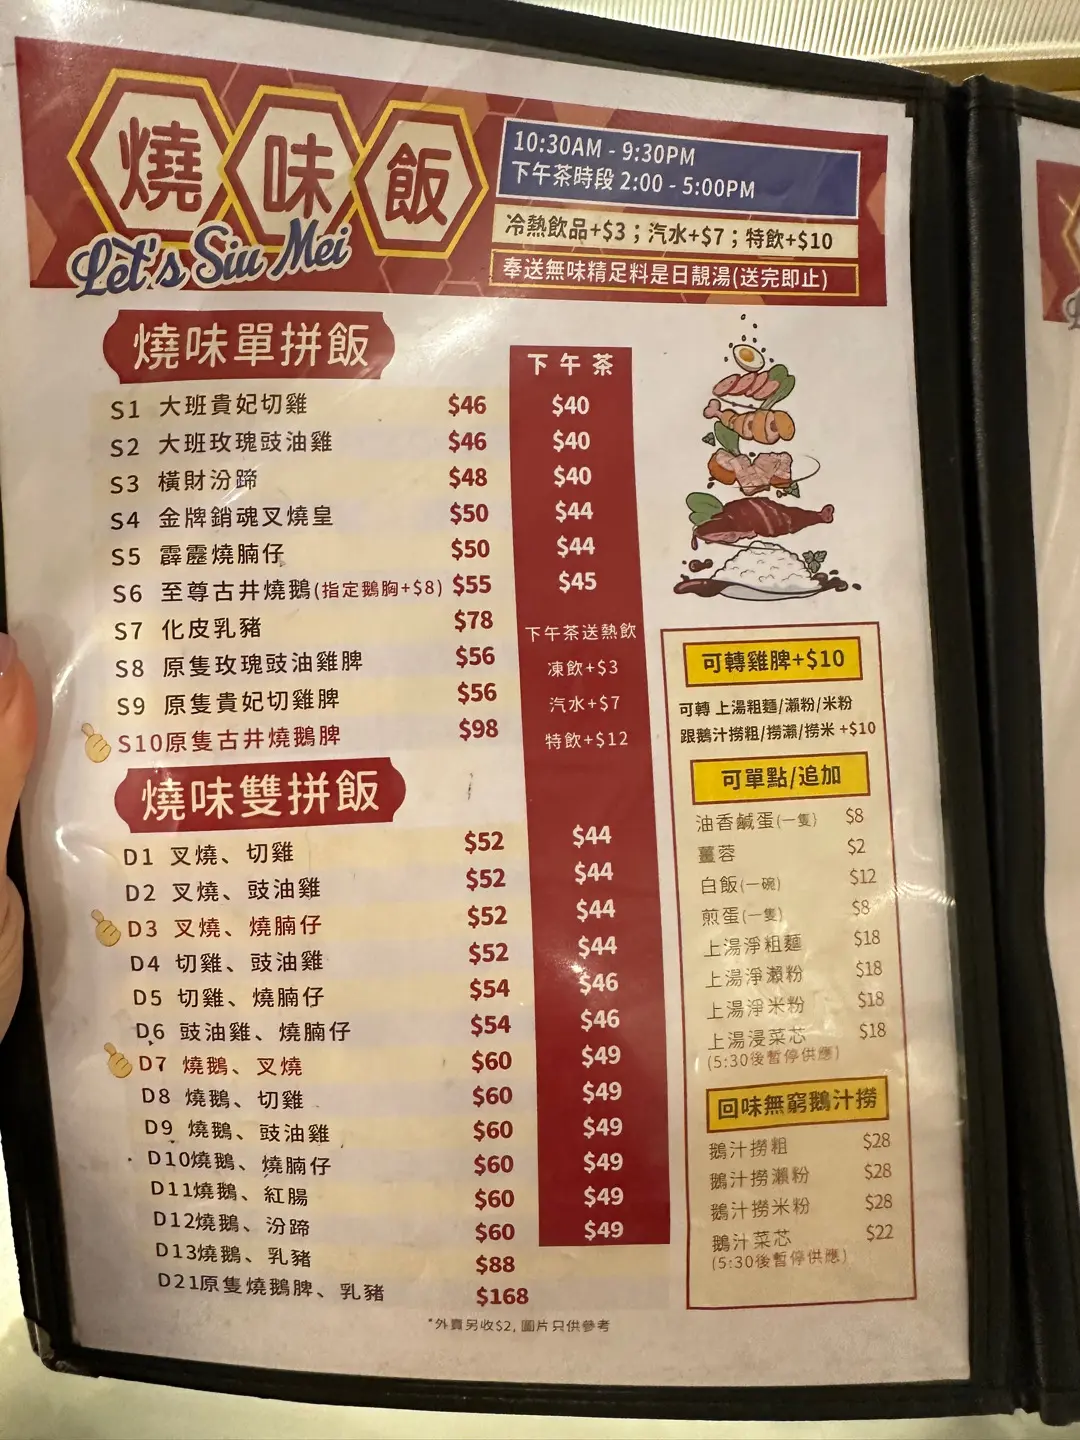 燒味飯
Let's Siu Mei
10:30AM - 9:30PM
下午茶時段 2:00 - 5:00PM
冷熱飲品+$3；汽水+$7；特飲+$10
奉送無味精足料是日靚湯(送完即止)
燒味單拼飯
下午茶
S1 大班貴妃切雞 $46 $40
S2 大班玫瑰豉油雞 $46 $40
S3 橫財汾蹄 $48 $40
S4 金牌銷魂叉燒皇 $50 $44
S5 霹靂燒腩仔 $50 $44
S6 至尊古井燒鵝(指定鵝胸+$8) $55 $45
S7 化皮乳豬 $78
S8 原隻玫瑰豉油雞脾 $56
S9 原隻貴妃切雞脾 $56
S10原隻古井燒鵝脾 $98
下午茶送熱飲
凍飲+$3
汽水+$7
特飲+$12
燒味雙拼飯
D1 叉燒、切雞 $52 $44
D2 叉燒、豉油雞 $52 $44
D3 叉燒、燒腩仔 $52 $44
D4 切雞、豉油雞 $52 $44
D5 切雞、燒腩仔 $54 $46
D6 豉油雞、燒腩仔 $54 $46
D7 燒鵝、叉燒 $60 $49
D8 燒鵝、切雞 $60 $49
D9 燒鵝、豉油雞 $60 $49
D10燒鵝、燒腩仔 $60 $49
D11燒鵝、紅腸 $60 $49
D12燒鵝、汾蹄 $60 $49
D13燒鵝、乳豬 $88
D21原隻燒鵝脾、乳豬 $168
*外賣另收$2, 圖片只供參考
可轉雞脾+$10
可轉 上湯粗麵/瀨粉/米粉
跟鵝汁撈粗/撈瀨/撈米 +$10
可單點/追加
油香鹹蛋(一隻) $8
薑蓉 $2
白飯(一碗) $12
煎蛋(一隻) $8
上湯淨粗麵 $18
上湯淨瀨粉 $18
上湯淨米粉 $18
上湯浸菜芯 $18
(5:30後暫停供應)
回味無窮鵝汁撈
鵝汁撈粗 $28
鵝汁撈瀨粉 $28
鵝汁撈米粉 $28
鵝汁菜芯 $22
(5:30後暫停供應)